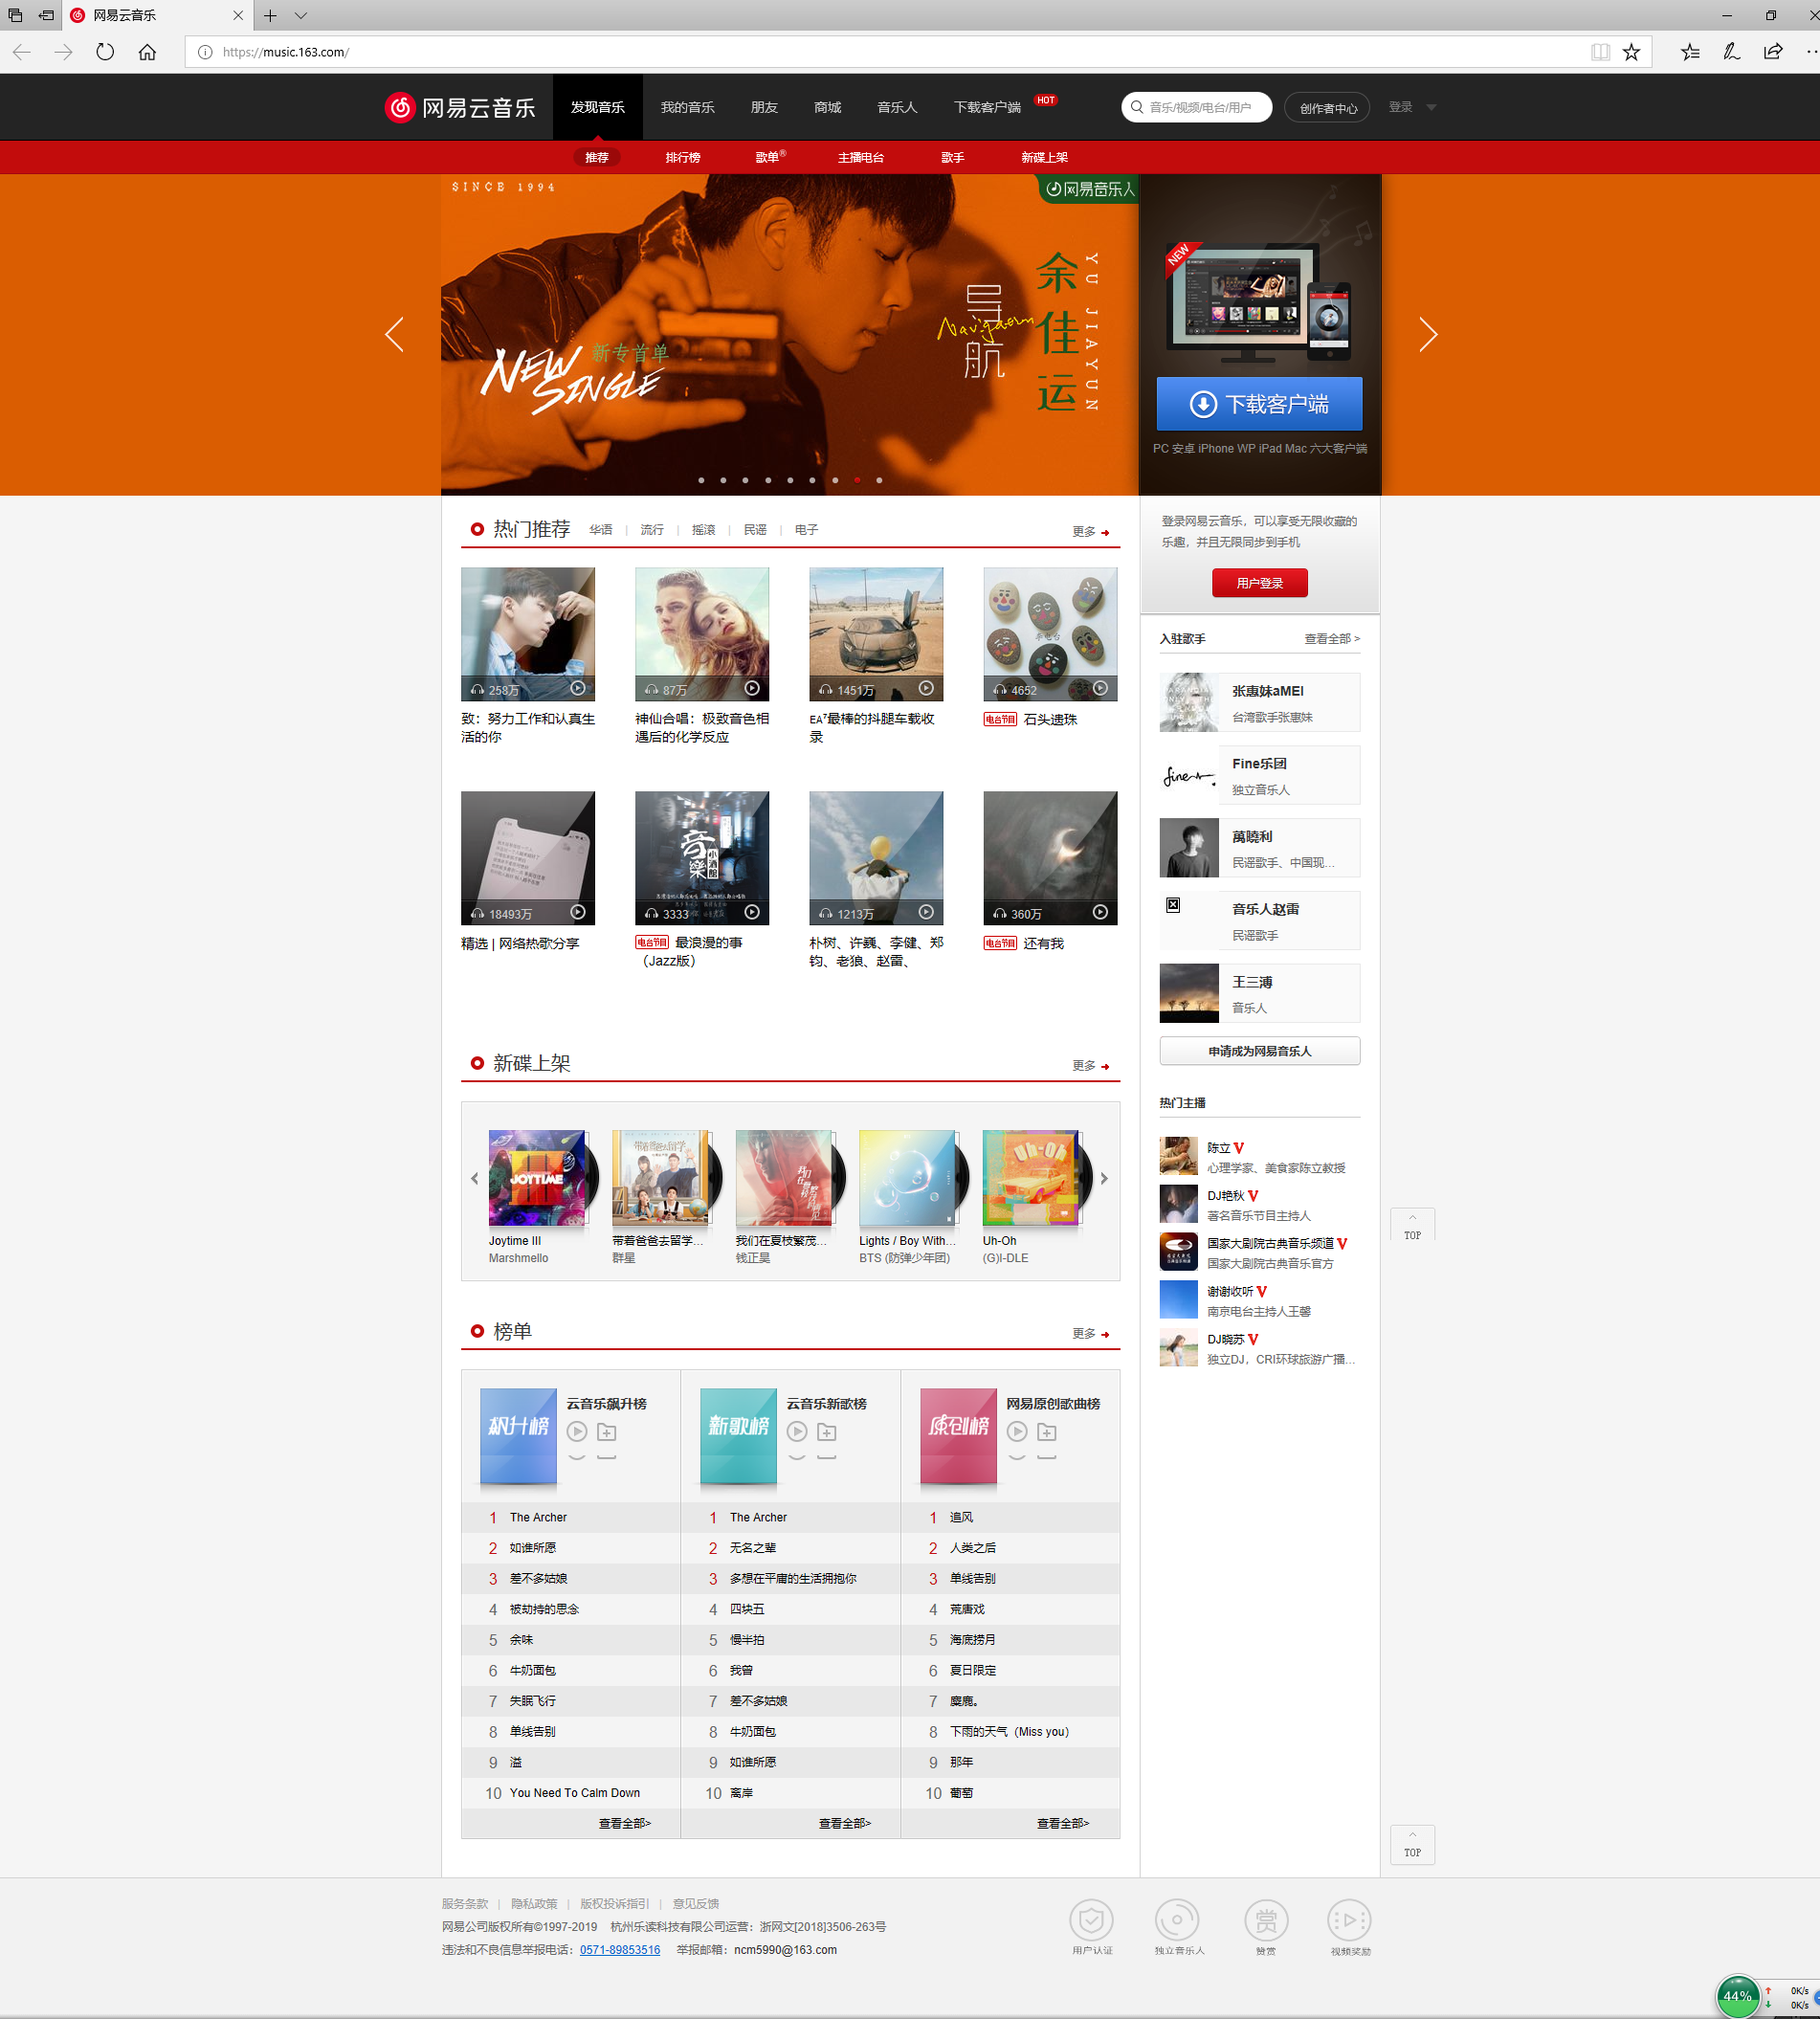 网易云音乐
https://music.163.com/
网易云音乐
发现音乐
我的音乐
朋友
商城
音乐人
下载客户端
HOT
音乐/视频/电台/用户
创作者中心
登录
推荐
排行榜
歌单®
主播电台
歌手
新碟上架
SINCE 1994
网易音乐人
NEW SINGLE
新专首单
导航
Navigation
余佳运
YU JIAYUN
NEW
下载客户端
PC 安卓 iPhone WP iPad Mac 六大客户端
热门推荐
华语 | 流行 | 摇滚 | 民谣 | 电子
更多
258万
87万
1451万
4652
致：努力工作和认真生
活的你
神仙合唱：极致音色相
遇后的化学反应
EA⁷最棒的抖腿车载收
录
电台节目 石头遗珠
18493万
音樂
3333
1213万
360万
精选 | 网络热歌分享
电台节目 最浪漫的事
（Jazz版）
朴树、许巍、李健、郑
钧、老狼、赵雷、
电台节目 还有我
登录网易云音乐，可以享受无限收藏的
乐趣，并且无限同步到手机
用户登录
入驻歌手
查看全部 >
张惠妹aMEI
台湾歌手张惠妹
fine
Fine乐团
独立音乐人
萬曉利
民谣歌手、中国现...
音乐人赵雷
民谣歌手
王三溥
音乐人
申请成为网易音乐人
新碟上架
更多
JOYTIME
带着爸爸去留学
Uh-Oh
Joytime III
Marshmello
带着爸爸去留学...
群星
我们在夏枝繁茂...
钱正昊
Lights / Boy With...
BTS (防弹少年团)
Uh-Oh
(G)I-DLE
热门主播
陈立
心理学家、美食家陈立教授
DJ艳秋
著名音乐节目主持人
国家大剧院古典音乐频道
国家大剧院古典音乐官方
谢谢收听
南京电台主持人王馨
DJ晓苏
独立DJ，CRI环球旅游广播...
TOP
榜单
更多
飙升榜
云音乐飙升榜
1 The Archer
2 如谁所愿
3 差不多姑娘
4 被劫持的思念
5 余味
6 牛奶面包
7 失眠飞行
8 单线告别
9 溢
10 You Need To Calm Down
查看全部>
新歌榜
云音乐新歌榜
1 The Archer
2 无名之辈
3 多想在平庸的生活拥抱你
4 四块五
5 慢半拍
6 我曾
7 差不多姑娘
8 牛奶面包
9 如谁所愿
10 离岸
查看全部>
原创榜
网易原创歌曲榜
1 追风
2 人类之后
3 单线告别
4 荒唐戏
5 海底捞月
6 夏日限定
7 麋鹿。
8 下雨的天气（Miss you）
9 那年
10 葡萄
查看全部>
TOP
服务条款 | 隐私政策 | 版权投诉指引 | 意见反馈
网易公司版权所有©1997-2019 杭州乐读科技有限公司运营：浙网文[2018]3506-263号
违法和不良信息举报电话：0571-89853516 举报邮箱：ncm5990@163.com
用户认证
独立音乐人
赏
赞赏
视频奖励
44%
0K/s
0K/s